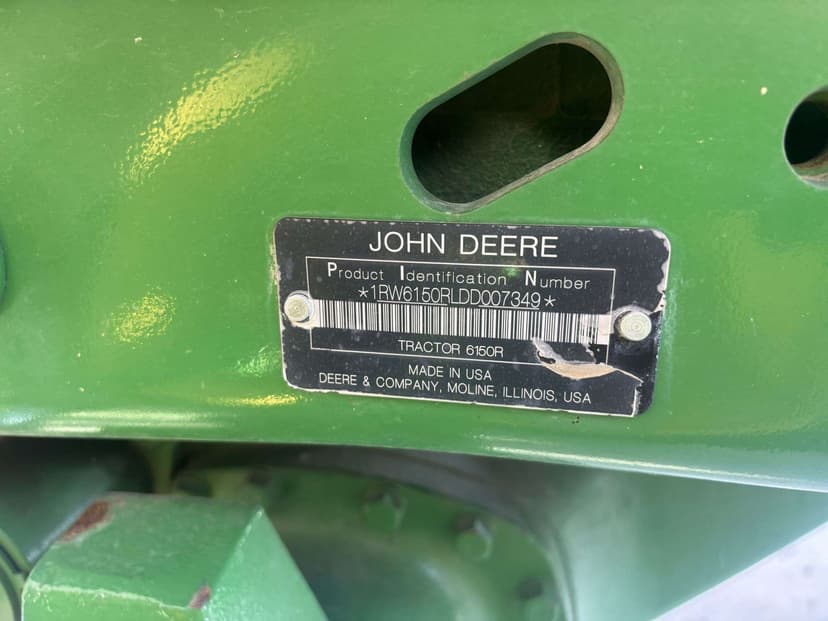 JOHN DEERE
Product Identification Number
*1RW6150RLDD007349*
TRACTOR 6150R
MADE IN USA
DEERE & COMPANY, MOLINE, ILLINOIS, USA